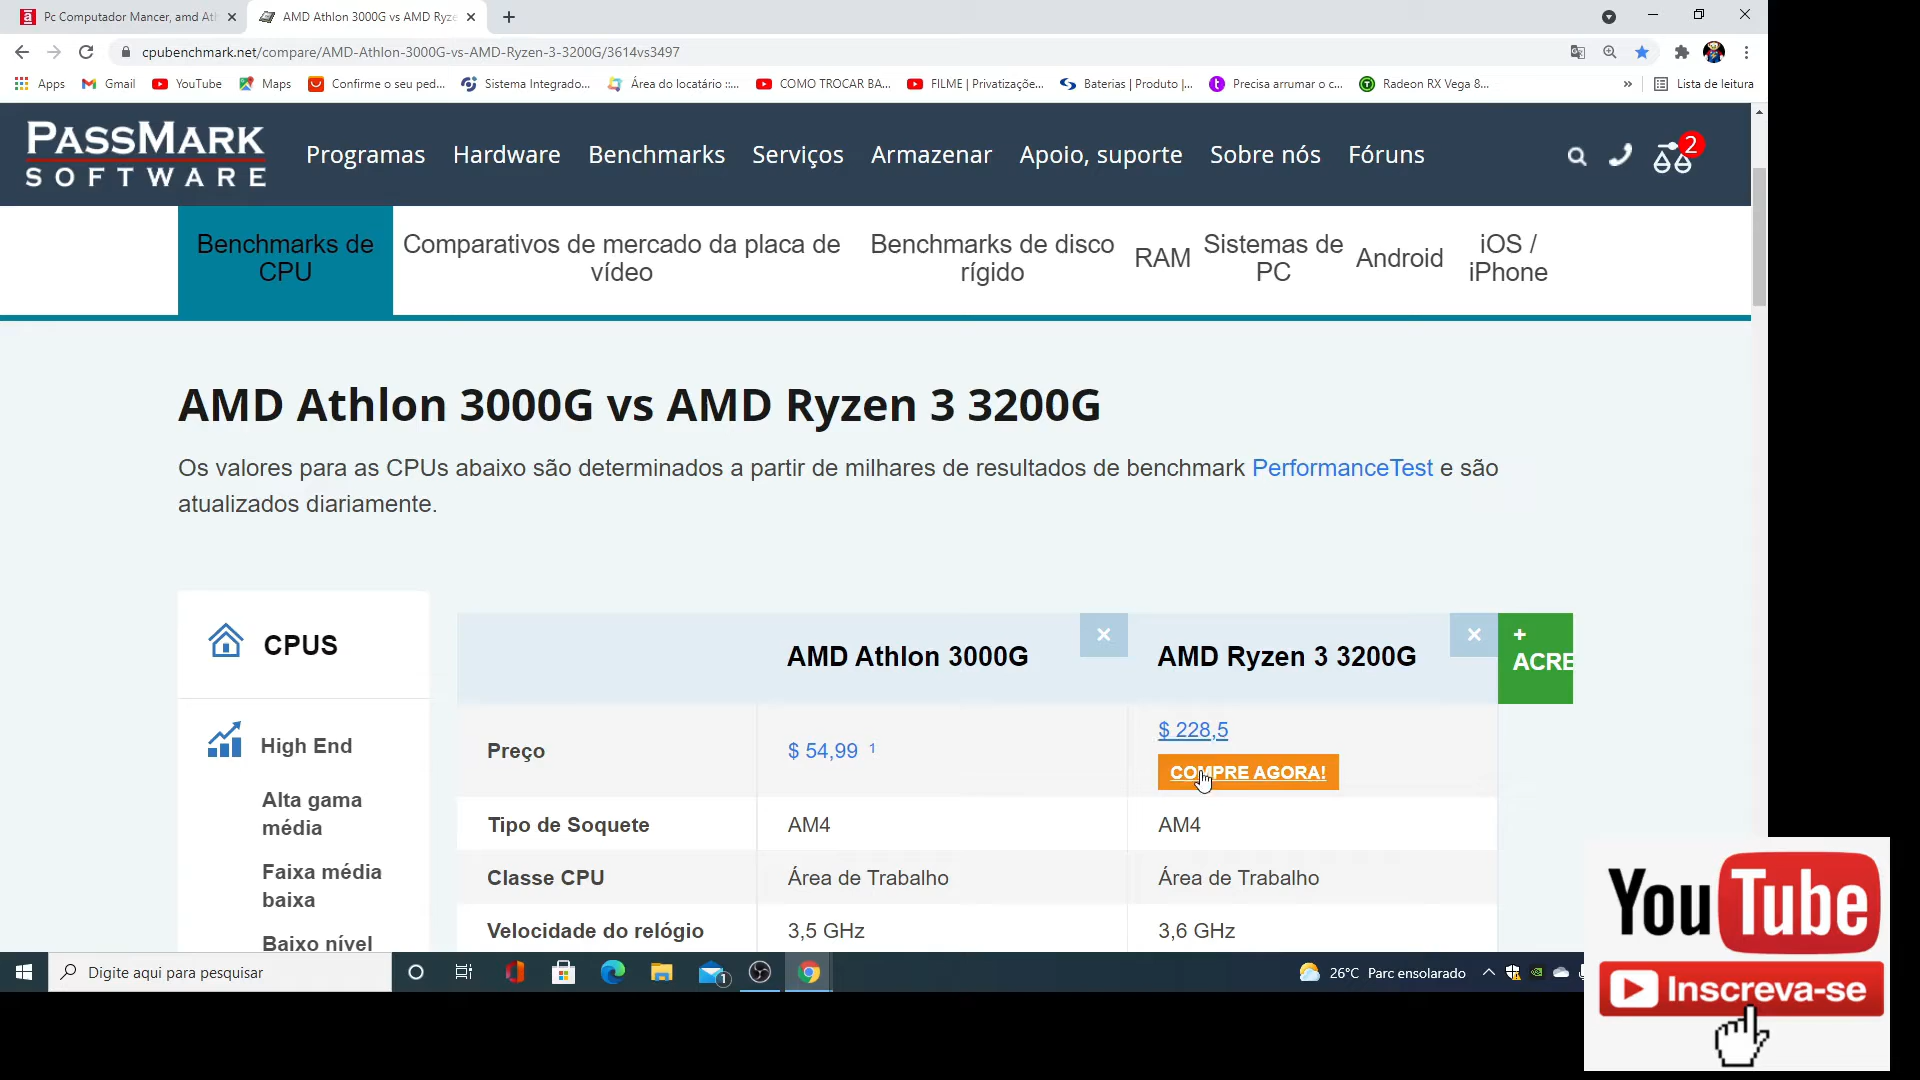 Pc Computador Mancer, amd Ath
AMD Athlon 3000G vs AMD Ryze
cpubenchmark.net/compare/AMD-Athlon-3000G-vs-AMD-Ryzen-3-3200G/3614vs3497
Apps
Gmail
YouTube
Maps
Confirme o seu ped...
Sistema Integrado...
Área do locatário ::...
COMO TROCAR BA...
FILME | Privatizaçõe...
Baterias | Produto |...
Precisa arrumar o c...
Radeon RX Vega 8...
»
Lista de leitura
PASSMARK
SOFTWARE
Programas
Hardware
Benchmarks
Serviços
Armazenar
Apoio, suporte
Sobre nós
Fóruns
2
Benchmarks de
CPU
Comparativos de mercado da placa de
vídeo
Benchmarks de disco
rígido
RAM
Sistemas de
PC
Android
iOS /
iPhone
AMD Athlon 3000G vs AMD Ryzen 3 3200G
Os valores para as CPUs abaixo são determinados a partir de milhares de resultados de benchmark PerformanceTest e são
atualizados diariamente.
CPUS
High End
Alta gama
média
Faixa média
baixa
Baixo nível
AMD Athlon 3000G
AMD Ryzen 3 3200G
+
ACRE
Preço
$ 54,99 ¹
$ 228,5
COMPRE AGORA!
Tipo de Soquete
AM4
AM4
Classe CPU
Área de Trabalho
Área de Trabalho
Velocidade do relógio
3,5 GHz
3,6 GHz
Digite aqui para pesquisar
1
26°C Parc ensolarado
YouTube
Inscreva-se